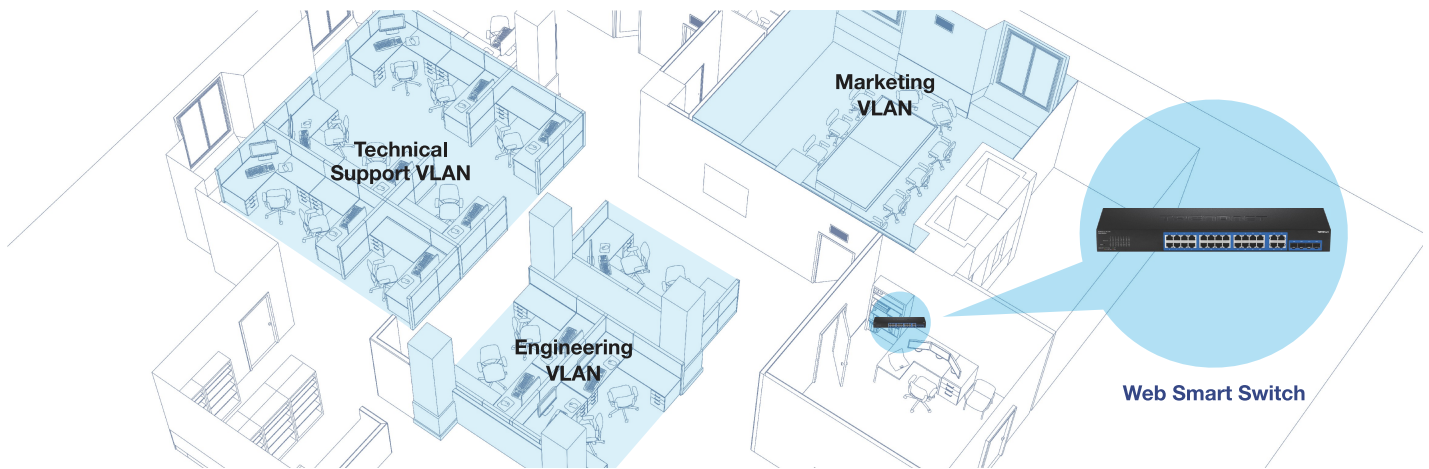 Marketing
VLAN
Technical
Support VLAN
Engineering
VLAN
Web Smart Switch